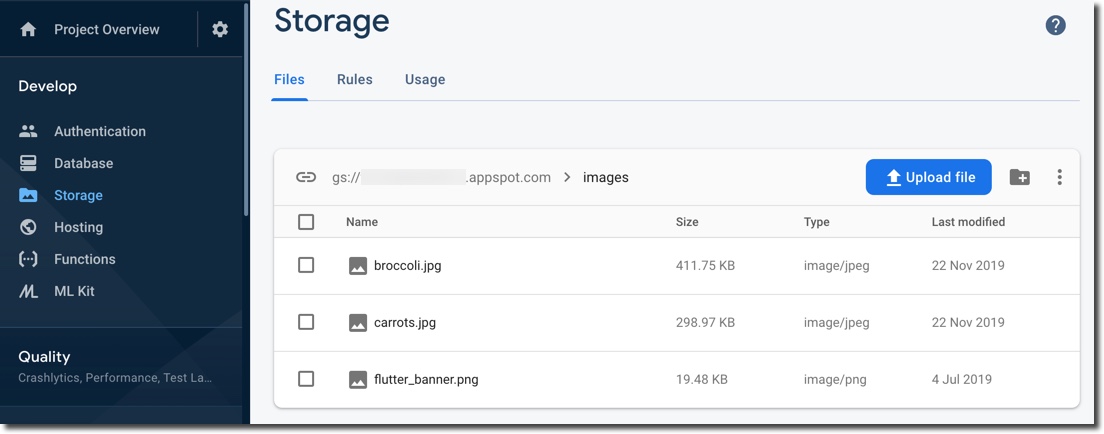 Project Overview
Develop
Authentication
Database
Storage
Hosting
Functions
ML Kit
Quality
Crashlytics, Performance, Test La...
Storage
?
Files Rules Usage
gs:// .appspot.com > images Upload file
Name Size Type Last modified
broccoli.jpg 411.75 KB image/jpeg 22 Nov 2019
carrots.jpg 298.97 KB image/jpeg 22 Nov 2019
flutter_banner.png 19.48 KB image/png 4 Jul 2019